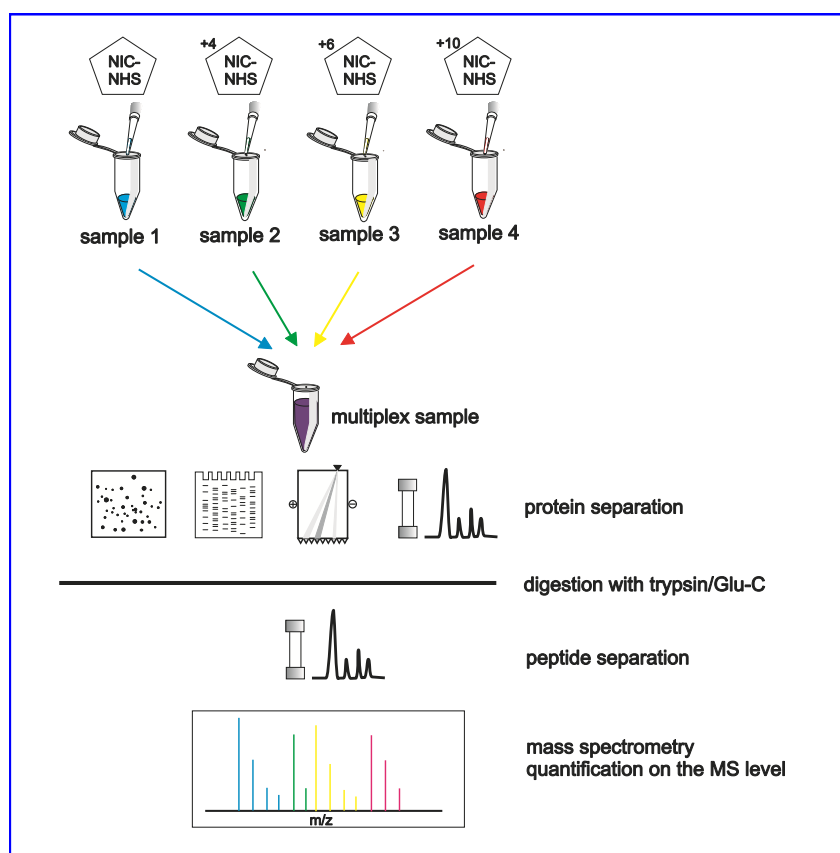 NIC-
NHS
+4
NIC-
NHS
+6
NIC-
NHS
+10
NIC-
NHS
sample 1
sample 2
sample 3
sample 4
multiplex sample
+
−
protein separation
digestion with trypsin/Glu-C
peptide separation
mass spectrometry
quantification on the MS level
m/z